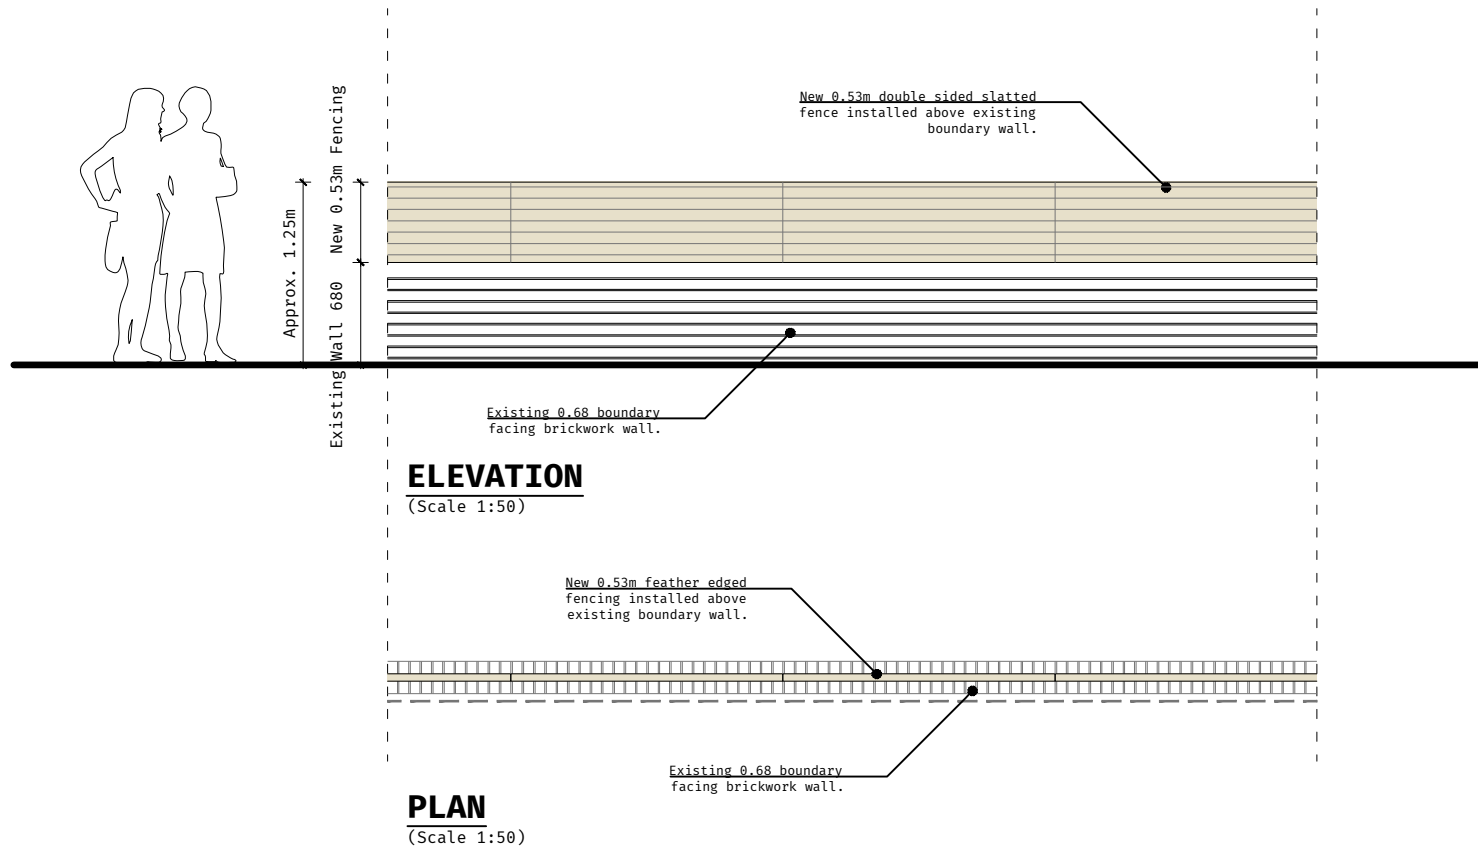 New 0.53m double sided slatted
fence installed above existing
boundary wall.
New 0.53m Fencing
Approx. 1.25m
Existing Wall 680
Existing 0.68 boundary
facing brickwork wall.
ELEVATION
(Scale 1:50)
New 0.53m feather edged
fencing installed above
existing boundary wall.
Existing 0.68 boundary
facing brickwork wall.
PLAN
(Scale 1:50)